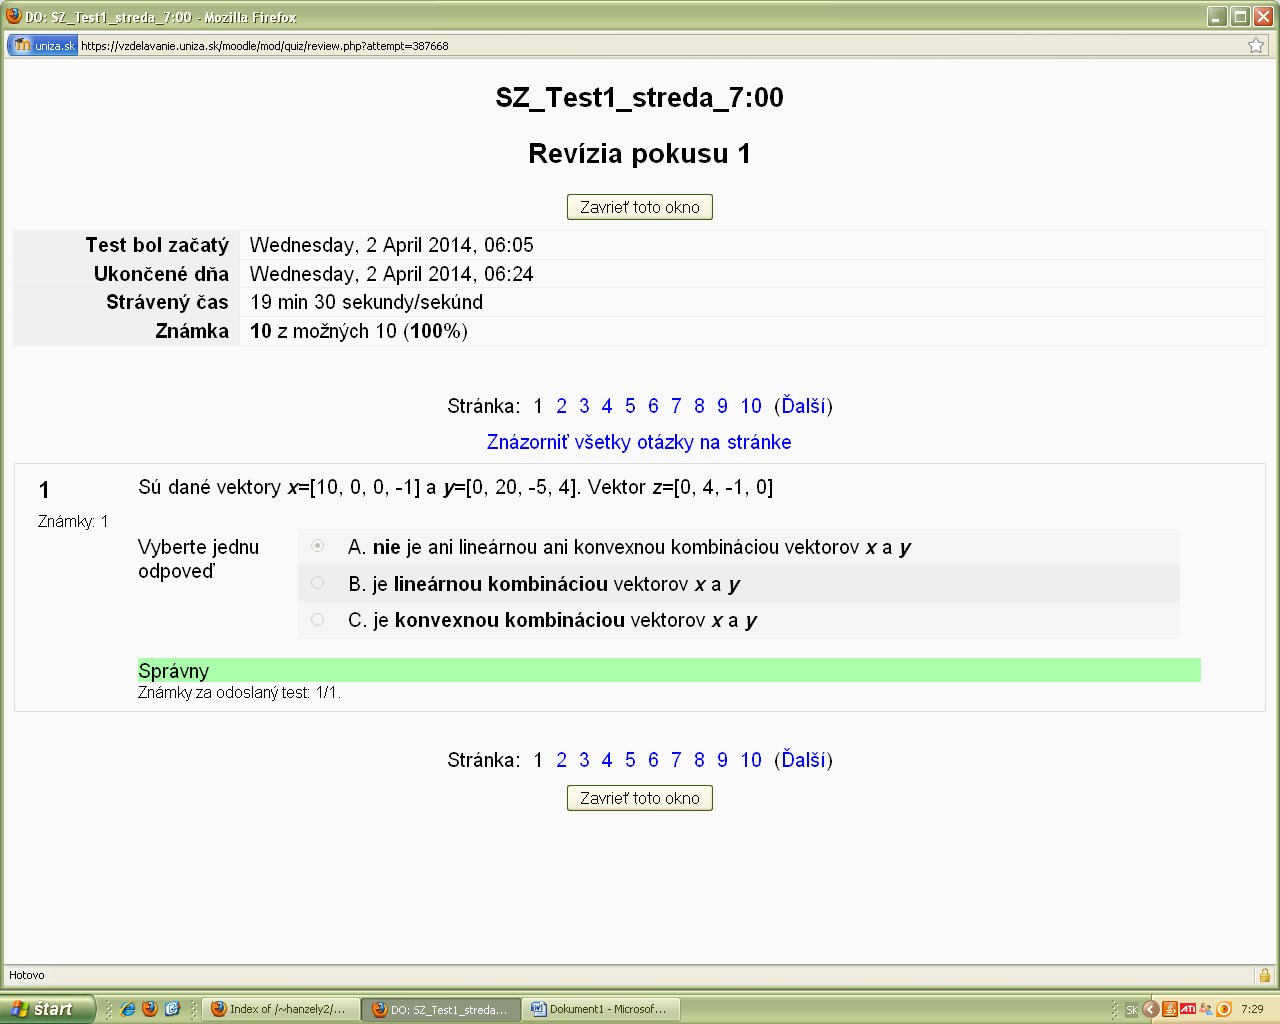 DO: SZ_Test1_streda_7:00 - Mozilla Firefox
uniza.sk https://vzdelavanie.uniza.sk/moodle/mod/quiz/review.php?attempt=387668
SZ_Test1_streda_7:00
Revízia pokusu 1
Zavrieť toto okno
Test bol začatý Wednesday, 2 April 2014, 06:05
Ukončené dňa Wednesday, 2 April 2014, 06:24
Strávený čas 19 min 30 sekundy/sekúnd
Známka 10 z možných 10 (100%)
Stránka: 1 2 3 4 5 6 7 8 9 10 (Ďalší)
Znázorniť všetky otázky na stránke
1 Sú dané vektory x=[10, 0, 0, -1] a y=[0, 20, -5, 4]. Vektor z=[0, 4, -1, 0]
Známky: 1
Vyberte jednu odpoveď
A. nie je ani lineárnou ani konvexnou kombináciou vektorov x a y
B. je lineárnou kombináciou vektorov x a y
C. je konvexnou kombináciou vektorov x a y
Správny
Známky za odoslaný test: 1/1.
Stránka: 1 2 3 4 5 6 7 8 9 10 (Ďalší)
Zavrieť toto okno
Hotovo
štart Index of /~hanzely2/... DO: SZ_Test1_streda... Dokument1 - Microsof... SK ATI 7:29